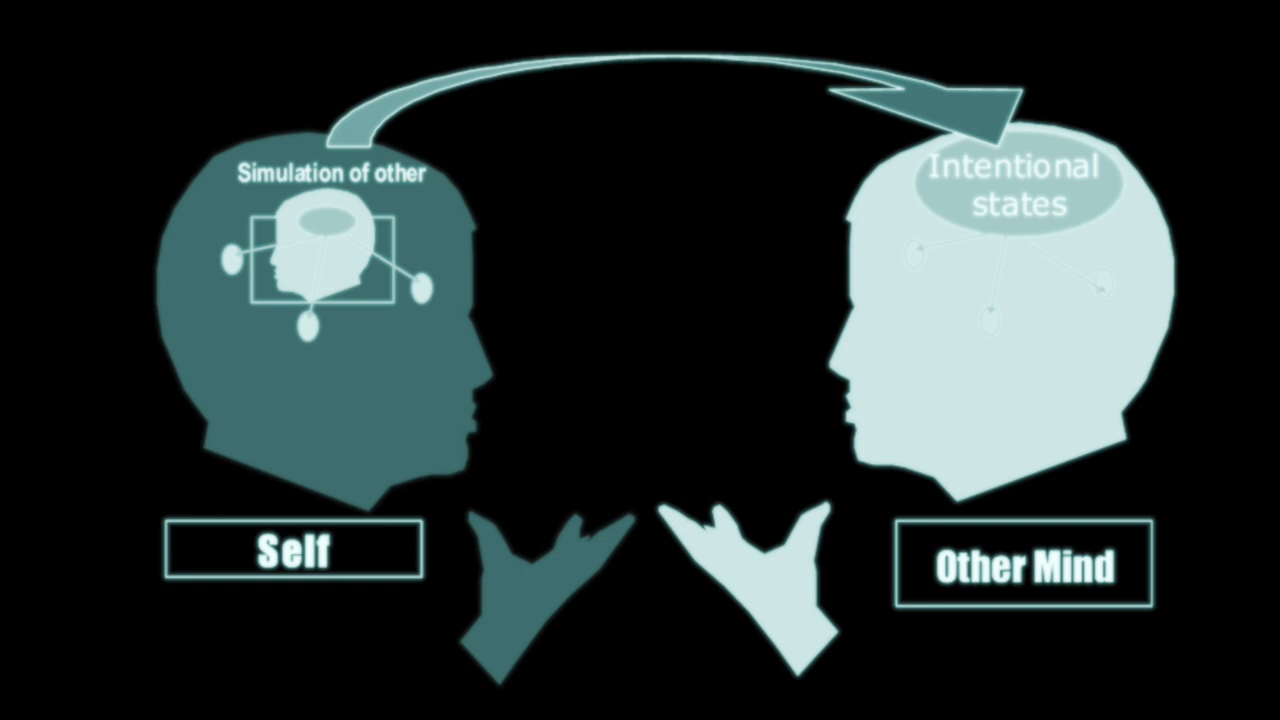 Simulation of other
Intentional
states
Self
Other Mind